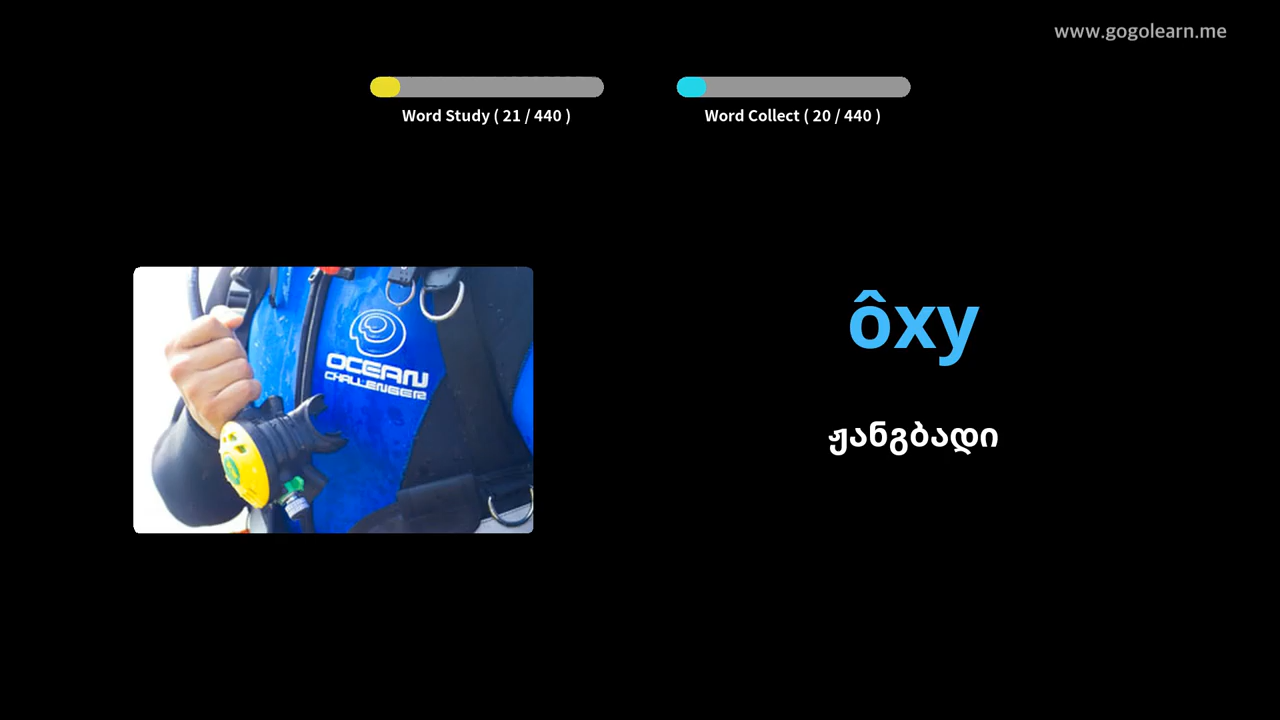 www.gogolearn.me
Word Study ( 21 / 440 )
Word Collect ( 20 / 440 )
OCEAN
CHALLENGER
ôxy
ჟანგბადი